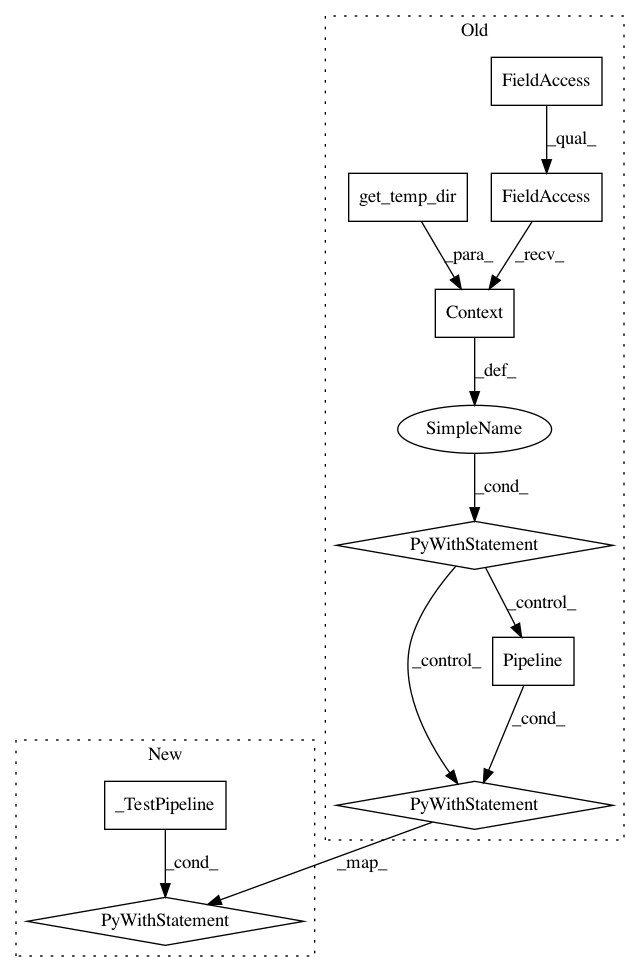 Old
FieldAccess
_qual_
get_temp_dir
FieldAccess
_para_
_recv_
Context
_def_
SimpleName
_cond_
PyWithStatement
_control_
_control_
Pipeline
_cond_
New
_TestPipeline
PyWithStatement
_cond_
_map_
PyWithStatement